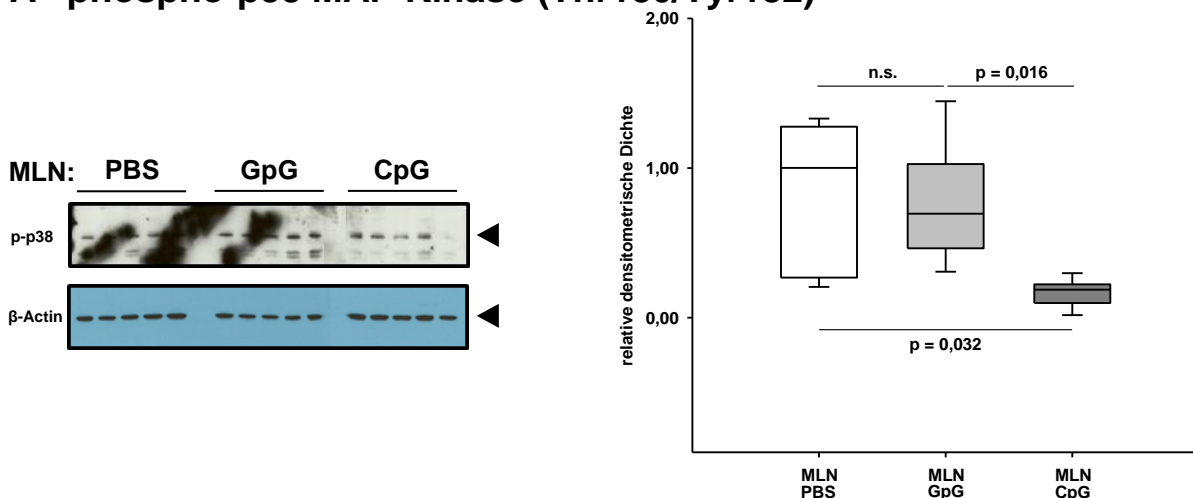 A phospho-p38 MAP Kinase (Thr180/Tyr182)
MLN: PBS GpG CpG
p-p38
β-Actin
relative densitometrische Dichte
2,00
1,00
0,00
n.s.
p = 0,016
p = 0,032
MLN
PBS
MLN
GpG
MLN
CpG